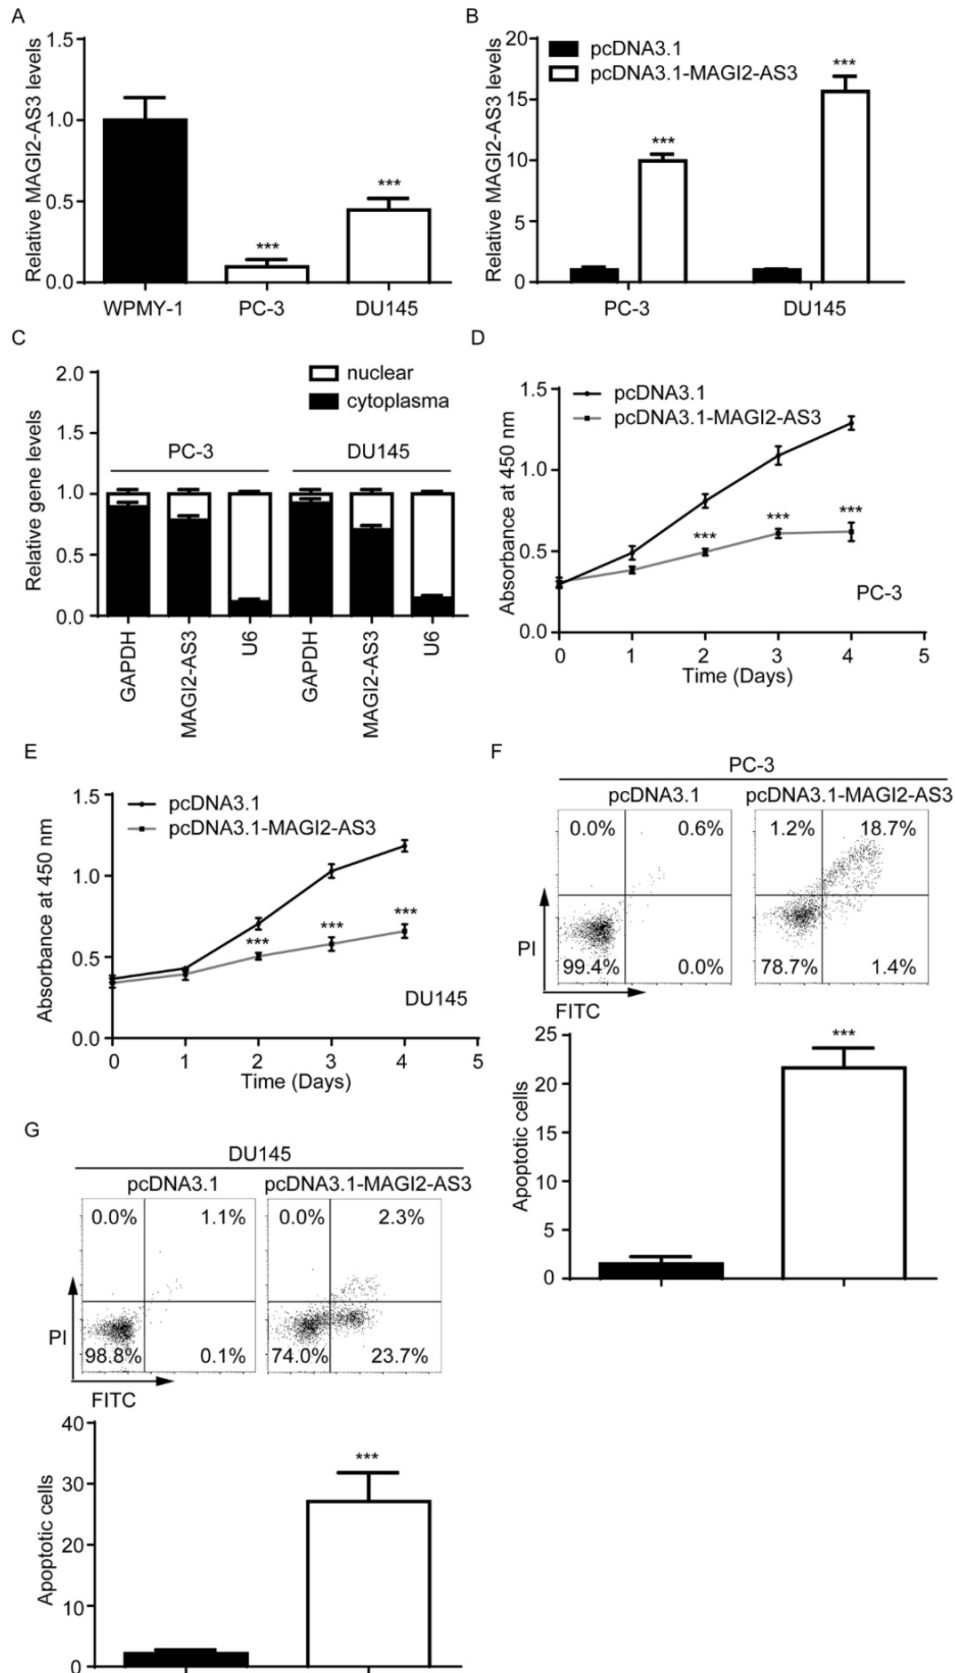 A
Relative MAGI2-AS3 levels
1.5
1.0
0.5
0.0
***
***
WPMY-1 PC-3 DU145
B
Relative MAGI2-AS3 levels
20
15
10
5
0
pcDNA3.1
pcDNA3.1-MAGI2-AS3
***
***
PC-3 DU145
C
Relative gene levels
2.0
1.5
1.0
0.5
0.0
nuclear
cytoplasma
PC-3 DU145
GAPDH
MAGI2-AS3
U6
GAPDH
MAGI2-AS3
U6
D
Absorbance at 450 nm
1.5
1.0
0.5
0.0
pcDNA3.1
pcDNA3.1-MAGI2-AS3
*** *** ***
PC-3
0 1 2 3 4 5
Time (Days)
E
Absorbance at 450 nm
1.5
1.0
0.5
0.0
pcDNA3.1
pcDNA3.1-MAGI2-AS3
*** *** ***
DU145
0 1 2 3 4 5
Time (Days)
F
PC-3
pcDNA3.1 pcDNA3.1-MAGI2-AS3
0.0% 0.6% 1.2% 18.7%
PI
99.4% 0.0% 78.7% 1.4%
FITC
Apoptotic cells
25
20
15
10
5
0
***
G
DU145
pcDNA3.1 pcDNA3.1-MAGI2-AS3
0.0% 1.1% 0.0% 2.3%
PI
98.8% 0.1% 74.0% 23.7%
FITC
Apoptotic cells
40
30
20
10
0
***